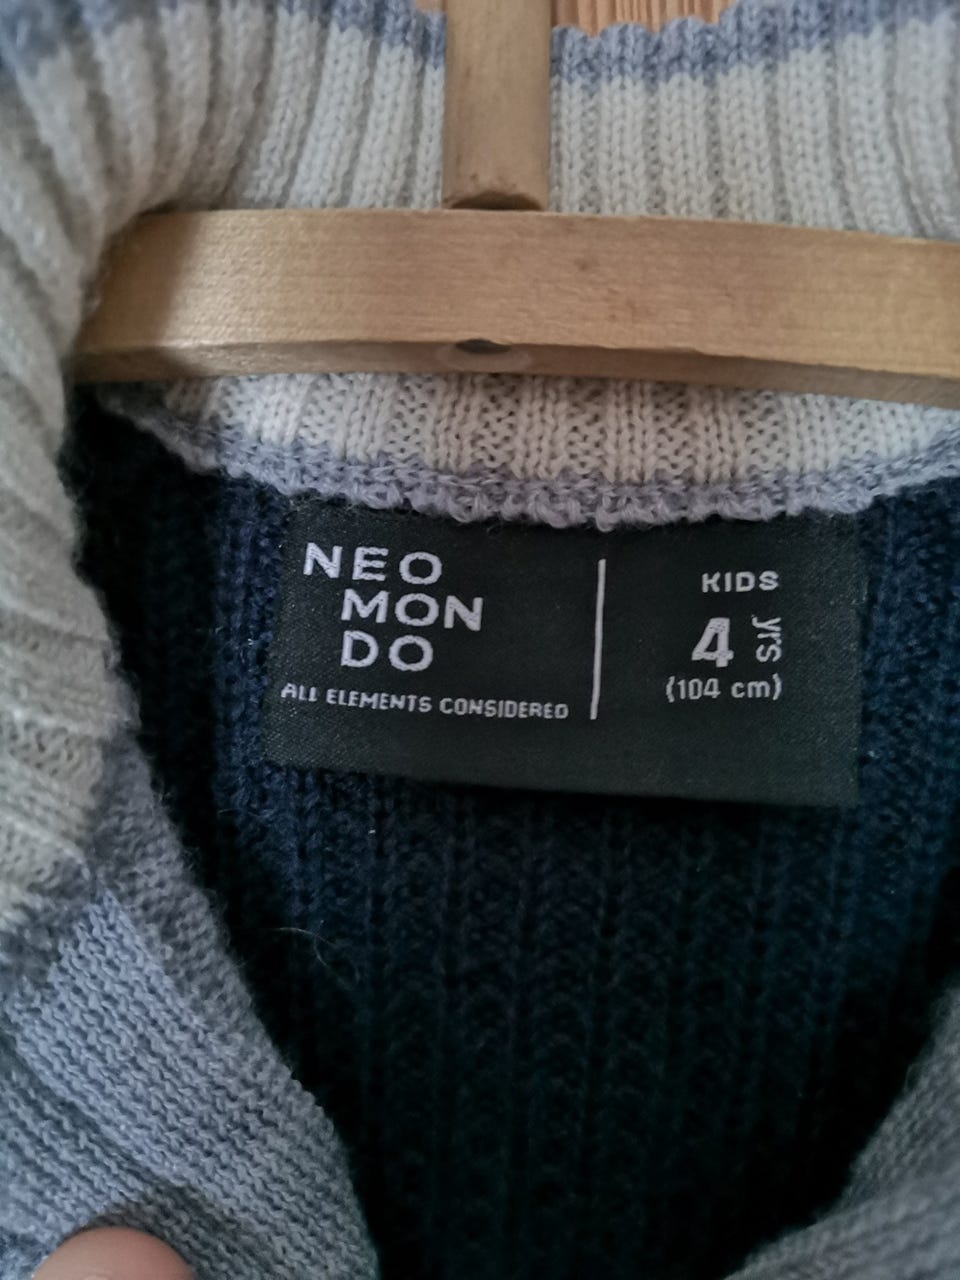 NEO
MON
DO
ALL ELEMENTS CONSIDERED
KIDS
4 yrs
(104 cm)